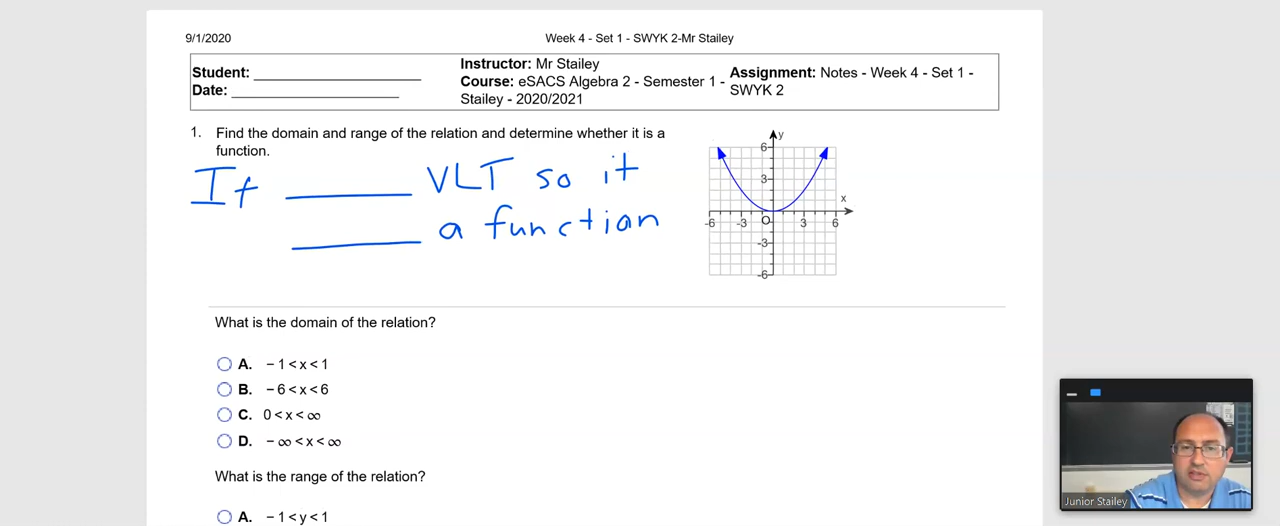 9/1/2020 Week 4 - Set 1 - SWYK 2-Mr Stailey
Student: ____________________
Date: ____________________
Instructor: Mr Stailey
Course: eSACS Algebra 2 - Semester 1 -
Stailey - 2020/2021
Assignment: Notes - Week 4 - Set 1 -
SWYK 2
1. Find the domain and range of the relation and determine whether it is a
function.
It ______ VLT so it
______ a function
y
6
3
x
-6 -3 O 3 6
-3
-6
What is the domain of the relation?
A. - 1 < x < 1
B. - 6 < x < 6
C. 0 < x < ∞
D. - ∞ < x < ∞
What is the range of the relation?
A. - 1 < y < 1
Junior Stailey